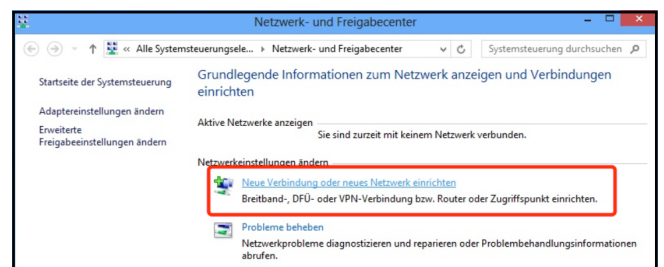 Netzwerk- und Freigabecenter
« Alle Systemsteuerungsele... ▸ Netzwerk- und Freigabecenter
Systemsteuerung durchsuchen
Startseite der Systemsteuerung
Adaptereinstellungen ändern
Erweiterte
Freigabeeinstellungen ändern
Grundlegende Informationen zum Netzwerk anzeigen und Verbindungen
einrichten
Aktive Netzwerke anzeigen
Sie sind zurzeit mit keinem Netzwerk verbunden.
Netzwerkeinstellungen ändern
Neue Verbindung oder neues Netzwerk einrichten
Breitband-, DFÜ- oder VPN-Verbindung bzw. Router oder Zugriffspunkt einrichten.
Probleme beheben
Netzwerkprobleme diagnostizieren und reparieren oder Problembehandlungsinformationen
abrufen.